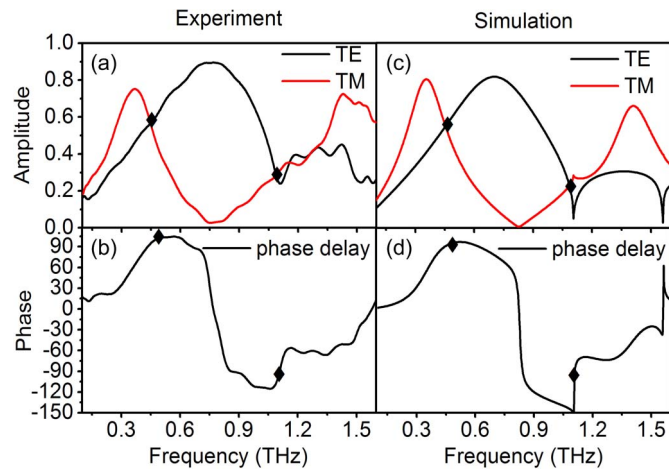 Experiment
Simulation
(a)
TE
TM
(c)
TE
TM
Amplitude
1.0
0.8
0.6
0.4
0.2
0.0
(b)
phase delay
(d)
phase delay
Phase
90
60
30
0
-30
-60
-90
-120
-150
0.3 0.6 0.9 1.2 1.5
0.3 0.6 0.9 1.2 1.5
Frequency (THz)
Frequency (THz)